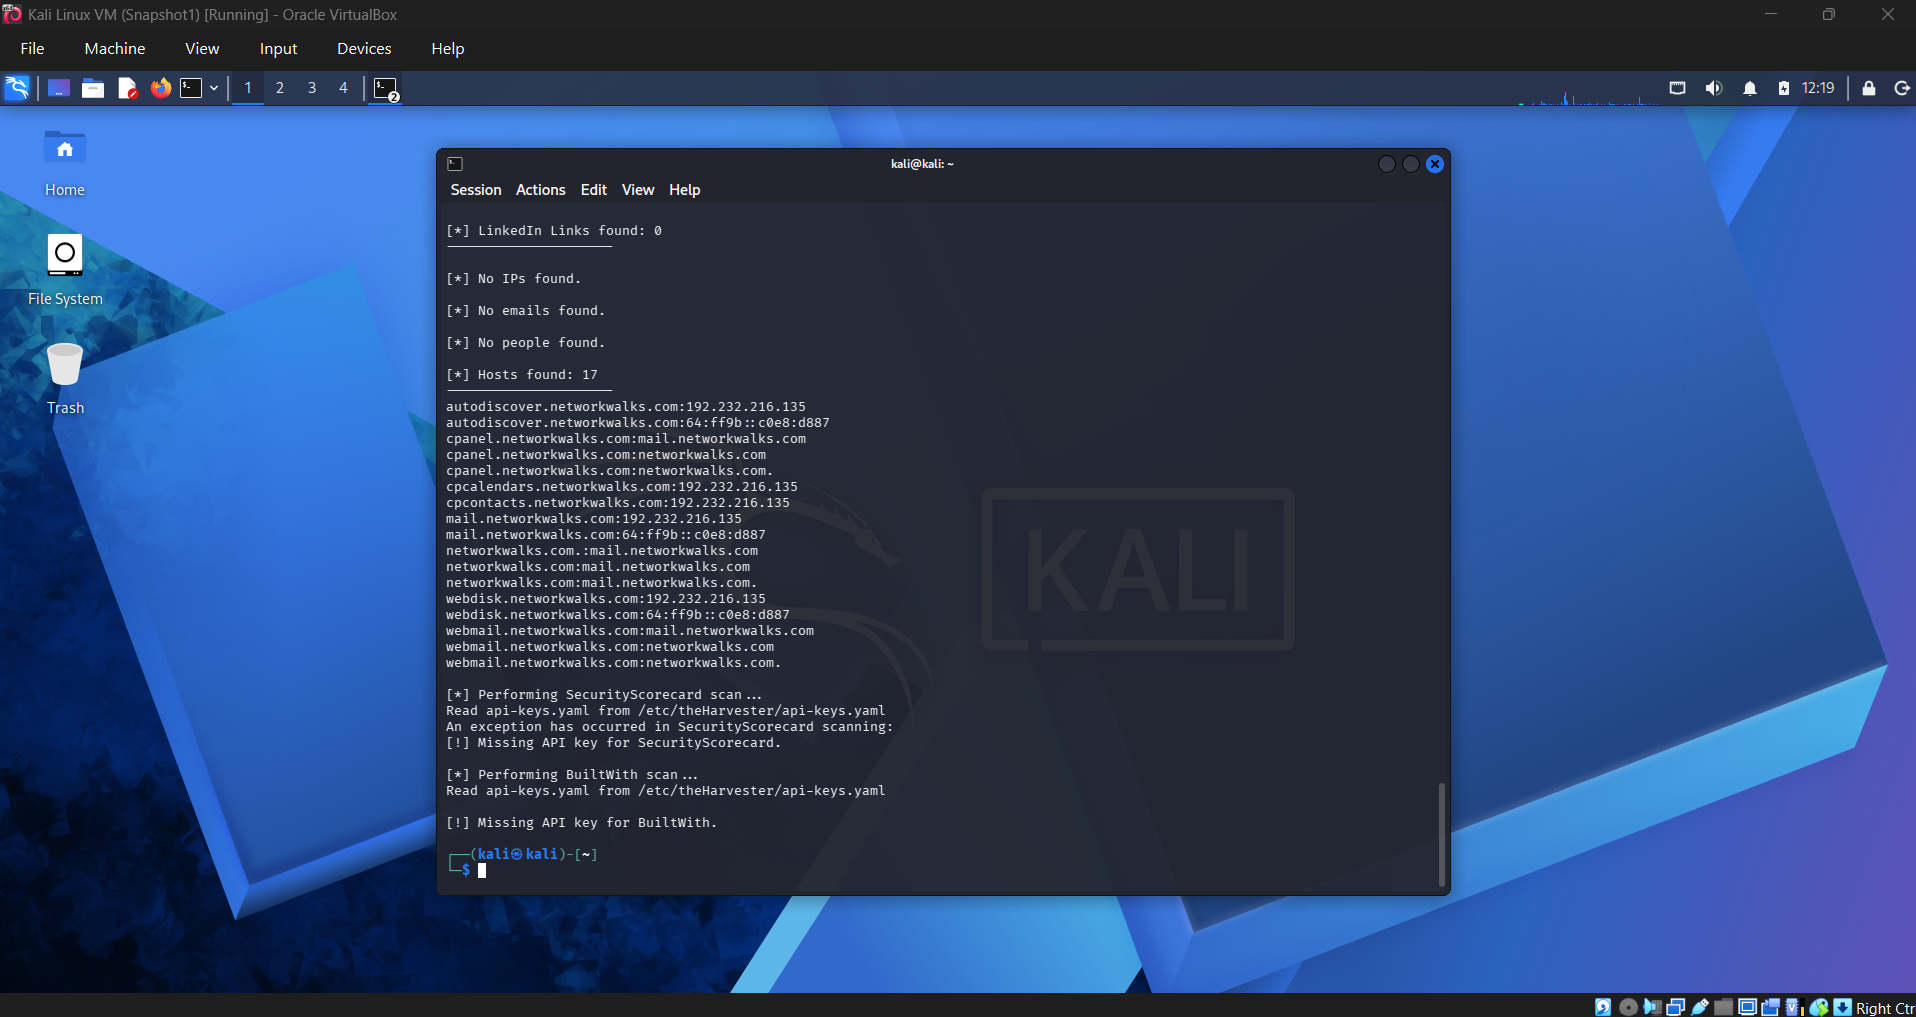 Kali Linux VM (Snapshot1) [Running] - Oracle VirtualBox
File Machine View Input Devices Help
1 2 3 4 2 12:19
Home
File System
Trash
kali@kali: ~
Session Actions Edit View Help
[*] LinkedIn Links found: 0
[*] No IPs found.
[*] No emails found.
[*] No people found.
[*] Hosts found: 17
autodiscover.networkwalks.com:192.232.216.135
autodiscover.networkwalks.com:64:ff9b::c0e8:d887
cpanel.networkwalks.com:mail.networkwalks.com
cpanel.networkwalks.com:networkwalks.com
cpanel.networkwalks.com:networkwalks.com.
cpcalendars.networkwalks.com:192.232.216.135
cpcontacts.networkwalks.com:192.232.216.135
mail.networkwalks.com:192.232.216.135
mail.networkwalks.com:64:ff9b::c0e8:d887
networkwalks.com.:mail.networkwalks.com
networkwalks.com:mail.networkwalks.com
networkwalks.com:mail.networkwalks.com.
webdisk.networkwalks.com:192.232.216.135
webdisk.networkwalks.com:64:ff9b::c0e8:d887
webmail.networkwalks.com:mail.networkwalks.com
webmail.networkwalks.com:networkwalks.com
webmail.networkwalks.com:networkwalks.com.
[*] Performing SecurityScorecard scan...
Read api-keys.yaml from /etc/theHarvester/api-keys.yaml
An exception has occurred in SecurityScorecard scanning:
[!] Missing API key for SecurityScorecard.
[*] Performing BuiltWith scan...
Read api-keys.yaml from /etc/theHarvester/api-keys.yaml
[!] Missing API key for BuiltWith.
┌──(kali㉿kali)-[~]
└─$
KALI
Right Ctr